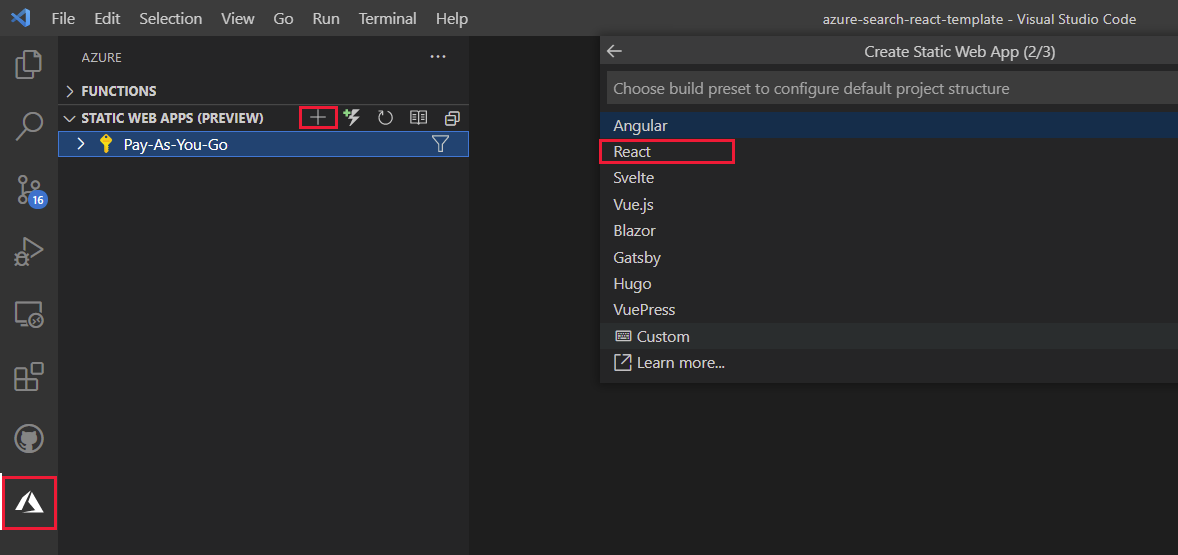 File Edit Selection View Go Run Terminal Help azure-search-react-template - Visual Studio Code
AZURE
FUNCTIONS
STATIC WEB APPS (PREVIEW)
Pay-As-You-Go
16
Create Static Web App (2/3)
Choose build preset to configure default project structure
Angular
React
Svelte
Vue.js
Blazor
Gatsby
Hugo
VuePress
Custom
Learn more...